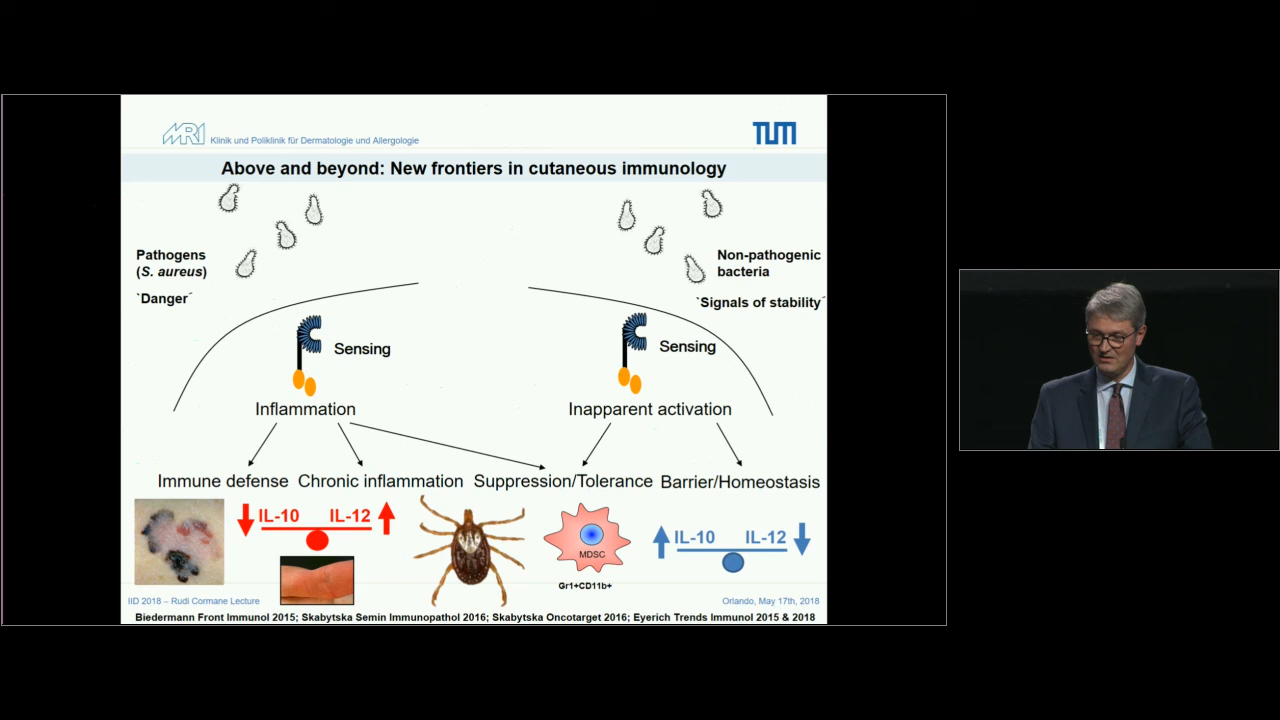 MRI Klinik und Poliklinik für Dermatologie und Allergologie
TUM
Above and beyond: New frontiers in cutaneous immunology
Pathogens
(S. aureus)
`Danger´
Non-pathogenic
bacteria
`Signals of stability´
Sensing
Sensing
Inflammation
Inapparent activation
Immune defense
Chronic inflammation
Suppression/Tolerance
Barrier/Homeostasis
IL-10
IL-12
MDSC
Gr1+CD11b+
IL-10
IL-12
IID 2018 – Rudi Cormane Lecture
Orlando, May 17th, 2018
Biedermann Front Immunol 2015; Skabytska Semin Immunopathol 2016; Skabytska Oncotarget 2016; Eyerich Trends Immunol 2015 & 2018